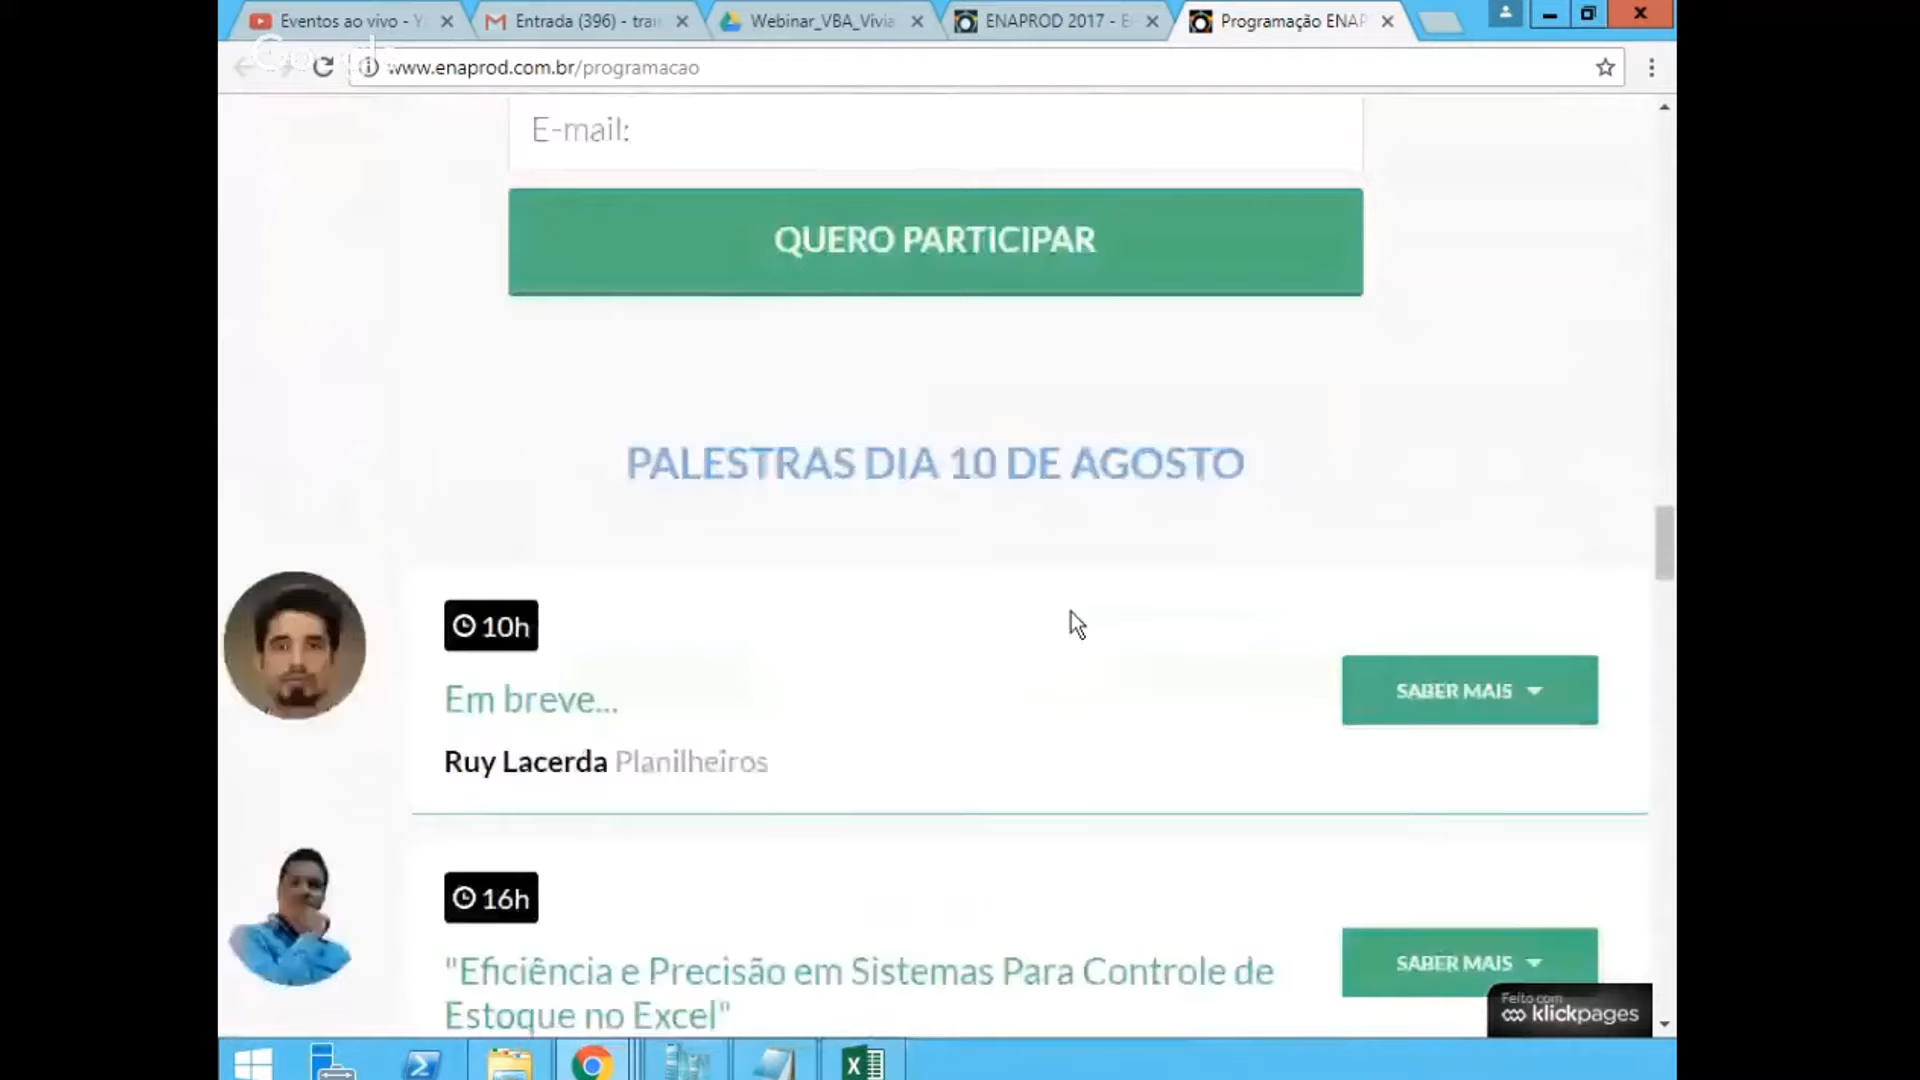 Eventos ao vivo - Y
Entrada (396) - trai
Webinar_VBA_Vivia
ENAPROD 2017 - E
Programação ENAP
Google
www.enaprod.com.br/programacao
E-mail:
QUERO PARTICIPAR
PALESTRAS DIA 10 DE AGOSTO
10h
Em breve...
SABER MAIS
Ruy Lacerda Planilheiros
16h
"Eficiência e Precisão em Sistemas Para Controle de
Estoque no Excel"
SABER MAIS
Feito com
klickpages